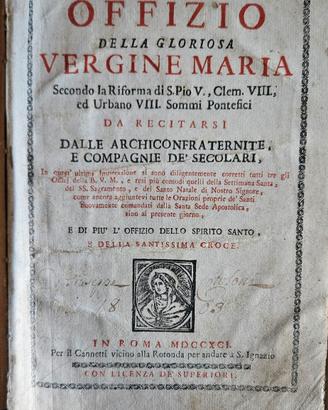 OFFIZIO
DELLA GLORIOSA
VERGINE MARIA
Secondo la Riforma di S. Pio V., Clem. VIII.,
ed Urbano VIII. Sommi Pontefici
DA RECITARSI
DALLE ARCHICONFRATERNITE,
E COMPAGNIE DE' SECOLARI,
In quest' ultima Impressione si sono diligentemente corretti tutti tre gli
Offici della B. V. M., e resi più comodi quelli della Settimana Santa,
del SS. Sagramento, e del Santo Natale di Nostro Signore,
come ancora aggiuntevi tutte le Orazioni proprie de' Santi
nuovamente comandati dalla Santa Sede Apostolica,
sino al presente giorno,
E DI PIU' L' OFFIZIO DELLO SPIRITO SANTO,
E DELLA SANTISSIMA CROCE.
18
IN ROMA MDCCXCI.
Per il Cannetti vicino alla Rotonda per andare a S. Ignazio
CON LICENZA DE' SUPERIORI.